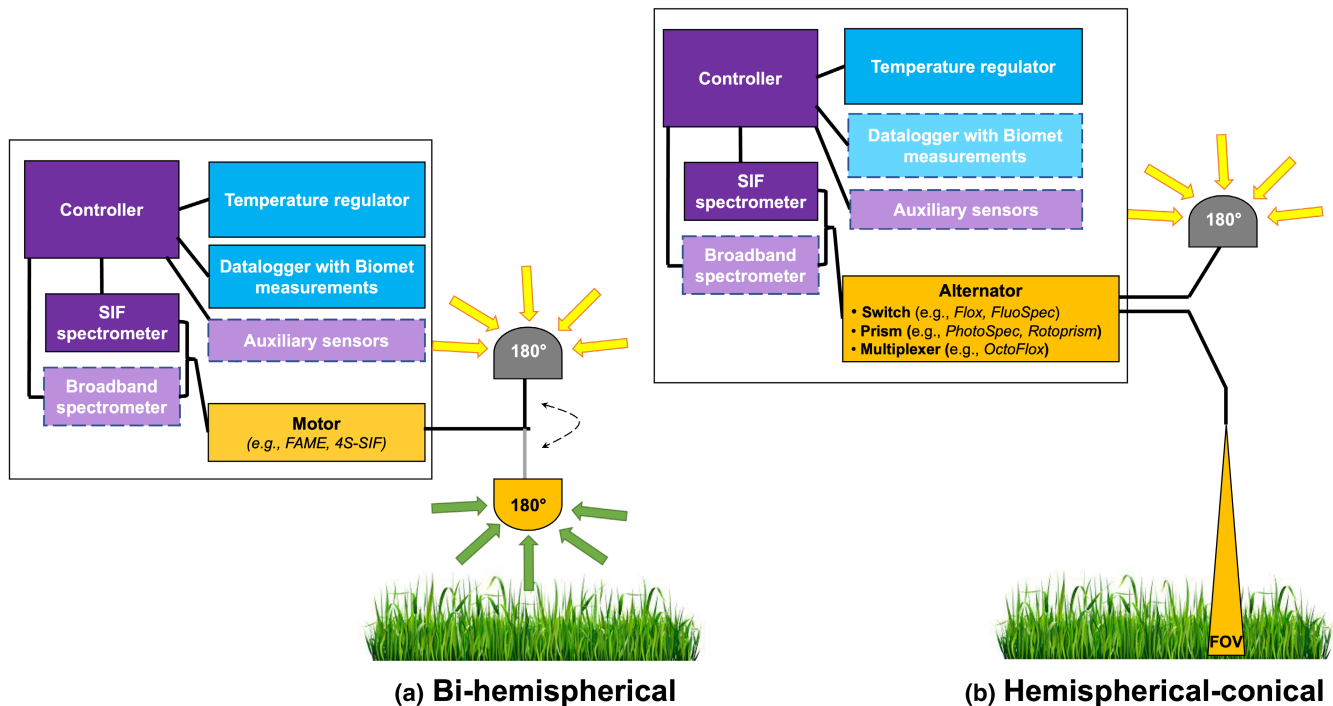 Controller
Temperature regulator
Datalogger with Biomet
measurements
SIF
spectrometer
Auxiliary sensors
Broadband
spectrometer
Motor
(e.g., FAME, 4S-SIF)
180°
180°
(a) Bi-hemispherical
Controller
Temperature regulator
Datalogger with Biomet
measurements
SIF
spectrometer
Auxiliary sensors
Broadband
spectrometer
Alternator
• Switch (e.g., Flox, FluoSpec)
• Prism (e.g., PhotoSpec, Rotoprism)
• Multiplexer (e.g., OctoFlox)
180°
FOV
(b) Hemispherical-conical